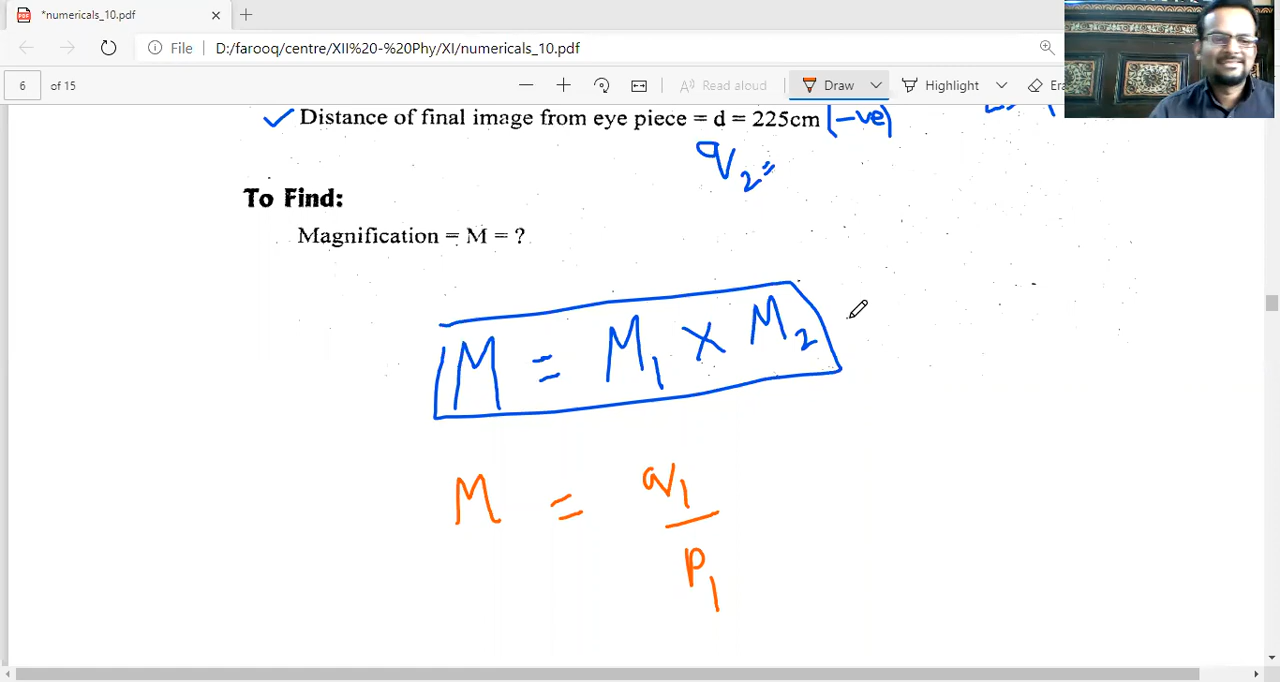 *numericals_10.pdf
File D:/farooq/centre/XII%20-%20Phy/XI/numericals_10.pdf
6 of 15 Read aloud Draw Highlight Era
Distance of final image from eye piece = d = 225cm (-ve)
q2 =
To Find:
Magnification = M = ?
M = M1 × M2
M = q1
P1